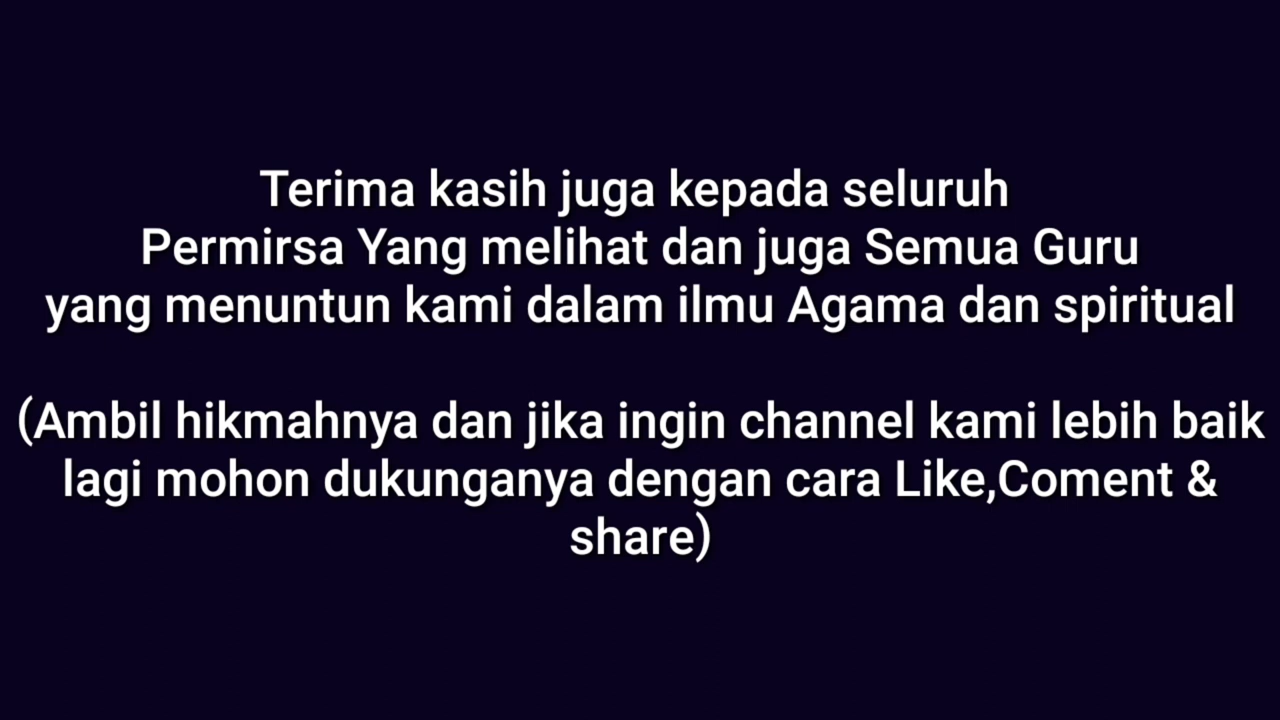 Terima kasih juga kepada seluruh
Permirsa Yang melihat dan juga Semua Guru
yang menuntun kami dalam ilmu Agama dan spiritual
(Ambil hikmahnya dan jika ingin channel kami lebih baik
lagi mohon dukunganya dengan cara Like,Coment &
share)